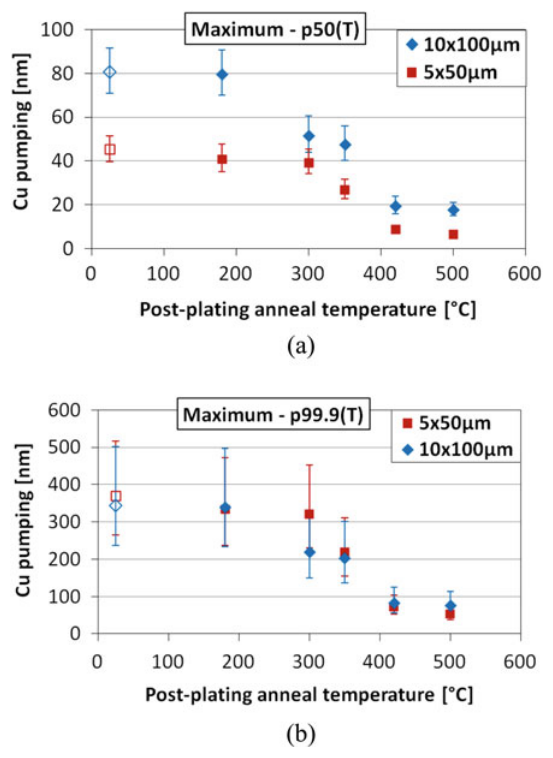 Maximum - p50(T)
10x100µm
5x50µm
Cu pumping [nm]
100
80
60
40
20
0
0 100 200 300 400 500 600
Post-plating anneal temperature [°C]
(a)
Maximum - p99.9(T)
5x50µm
10x100µm
Cu pumping [nm]
600
500
400
300
200
100
0
0 100 200 300 400 500 600
Post-plating anneal temperature [°C]
(b)